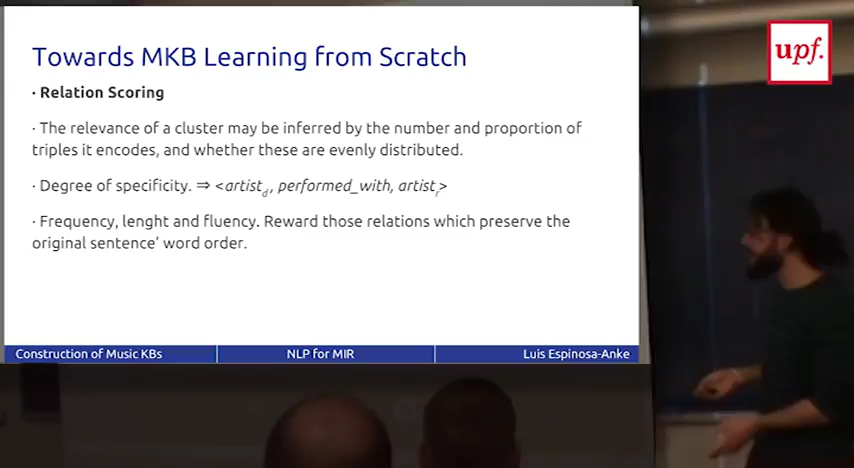 Towards MKB Learning from Scratch
· Relation Scoring
· The relevance of a cluster may be inferred by the number and proportion of
triples it encodes, and whether these are evenly distributed.
· Degree of specificity. ⇒ <artist_d, performed_with, artist_r>
· Frequency, lenght and fluency. Reward those relations which preserve the
original sentence' word order.
Construction of Music KBs
NLP for MIR
Luis Espinosa-Anke
upf.